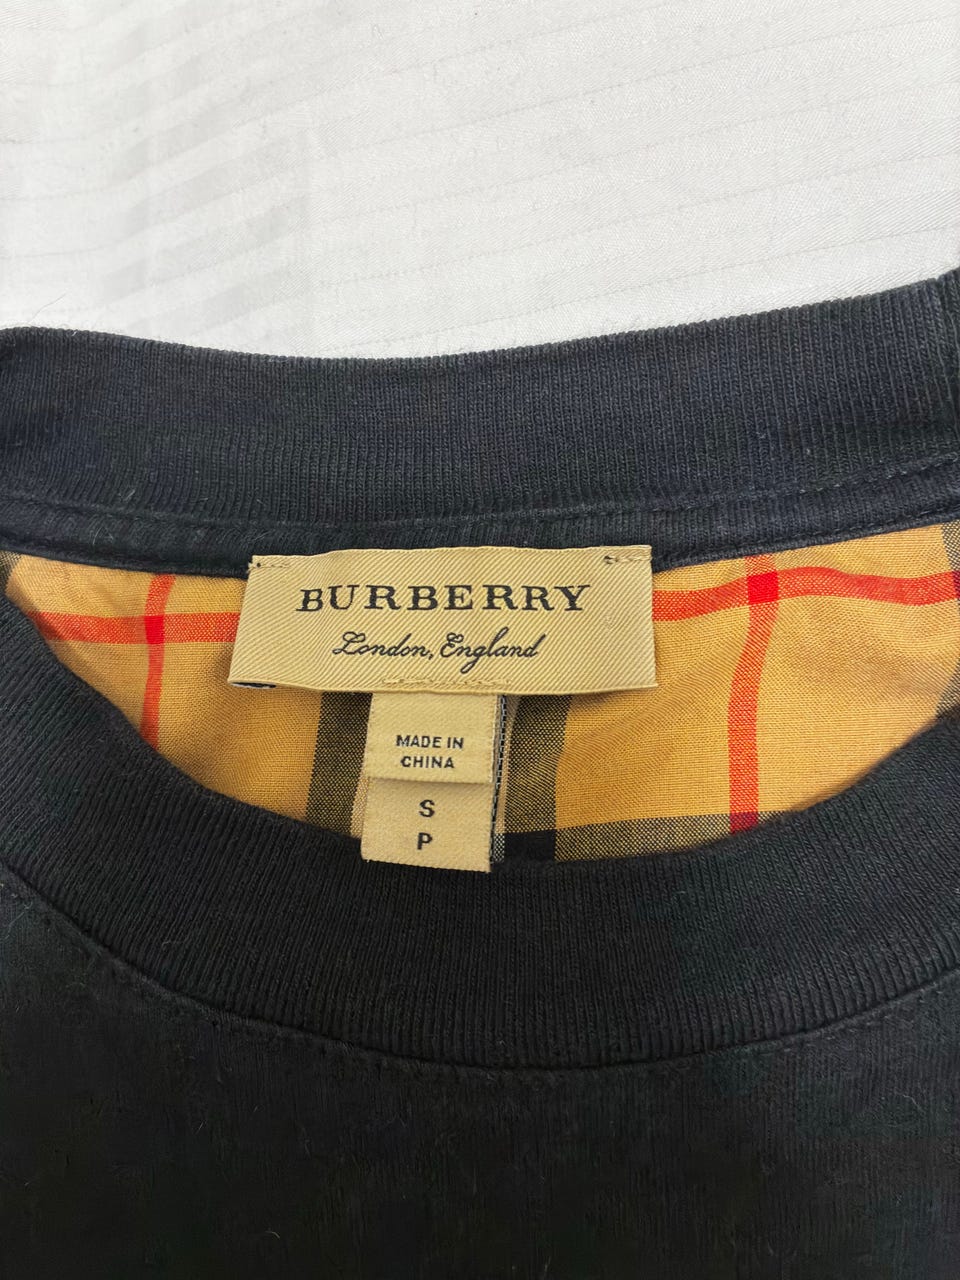 BURBERRY
London, England
MADE IN
CHINA
S
P